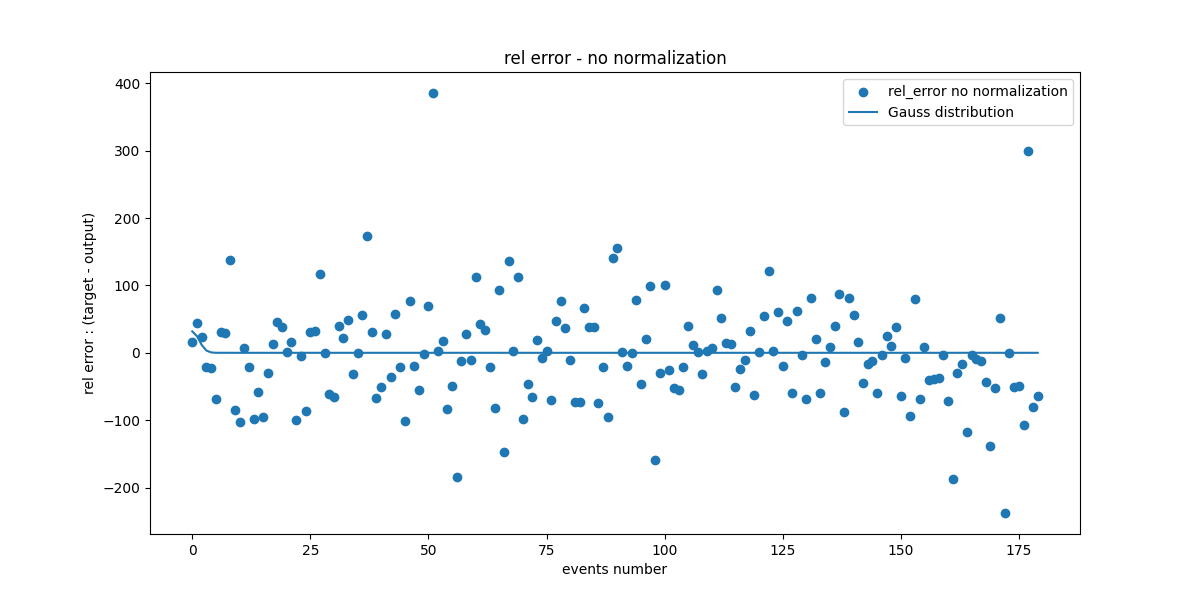 rel error - no normalization
rel_error no normalization
Gauss distribution
rel error : (target - output)
400
300
200
100
0
−100
−200
0 25 50 75 100 125 150 175
events number